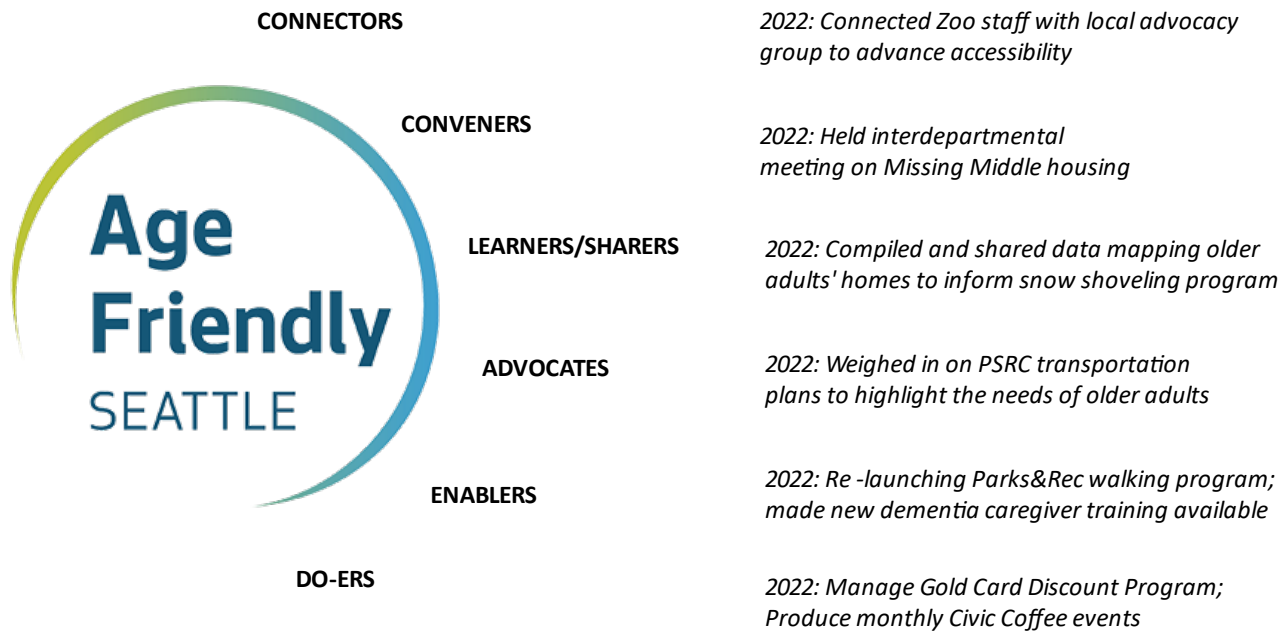 CONNECTORS
2022: Connected Zoo staff with local advocacy
group to advance accessibility
CONVENERS
2022: Held interdepartmental
meeting on Missing Middle housing
Age
Friendly
SEATTLE
LEARNERS/SHARERS
2022: Compiled and shared data mapping older
adults' homes to inform snow shoveling program
ADVOCATES
2022: Weighed in on PSRC transportation
plans to highlight the needs of older adults
ENABLERS
2022: Re -launching Parks&Rec walking program;
made new dementia caregiver training available
DO-ERS
2022: Manage Gold Card Discount Program;
Produce monthly Civic Coffee events